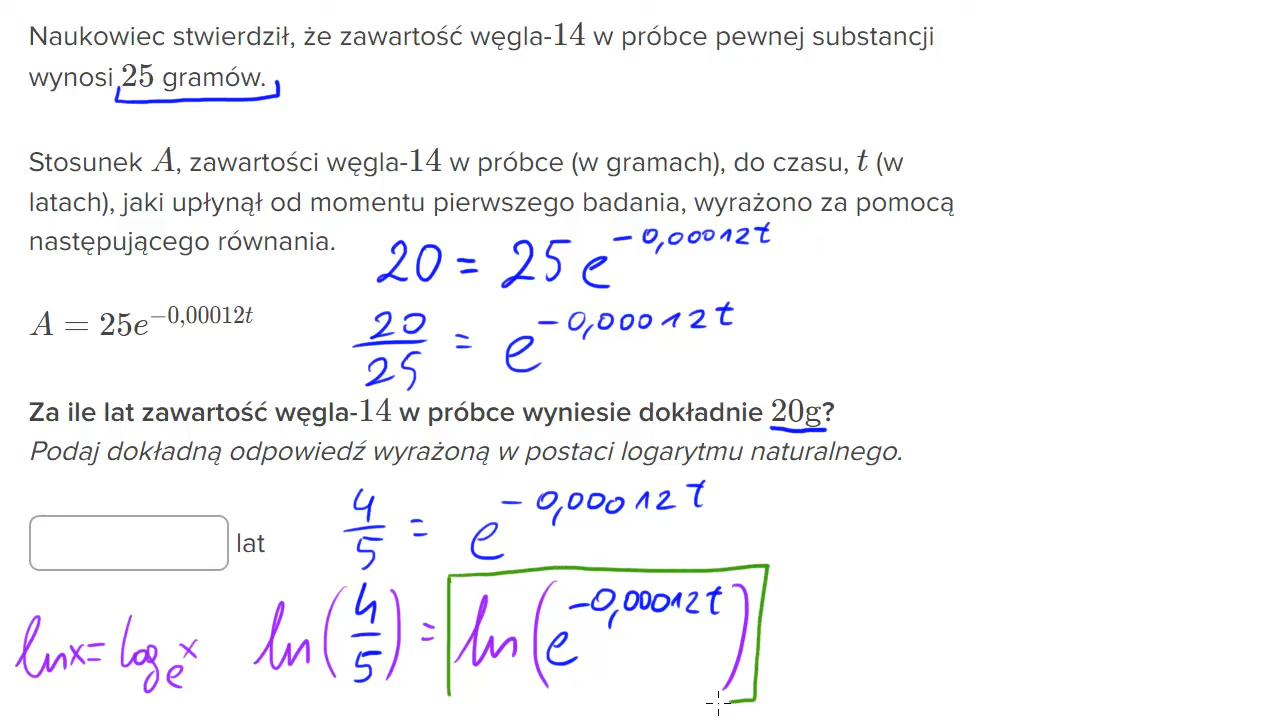 Naukowiec stwierdził, że zawartość węgla-14 w próbce pewnej substancji
wynosi 25 gramów.
Stosunek A, zawartości węgla-14 w próbce (w gramach), do czasu, t (w
latach), jaki upłynął od momentu pierwszego badania, wyrażono za pomocą
następującego równania.
20 = 25 e^{-0,00012t}
A = 25e^{-0,00012t}
20/25 = e^{-0,00012t}
Za ile lat zawartość węgla-14 w próbce wyniesie dokładnie 20g?
Podaj dokładną odpowiedź wyrażoną w postaci logarytmu naturalnego.
4/5 = e^{-0,00012t}
lat
lnx = log_e x
ln(4/5) = ln(e^{-0,00012t})